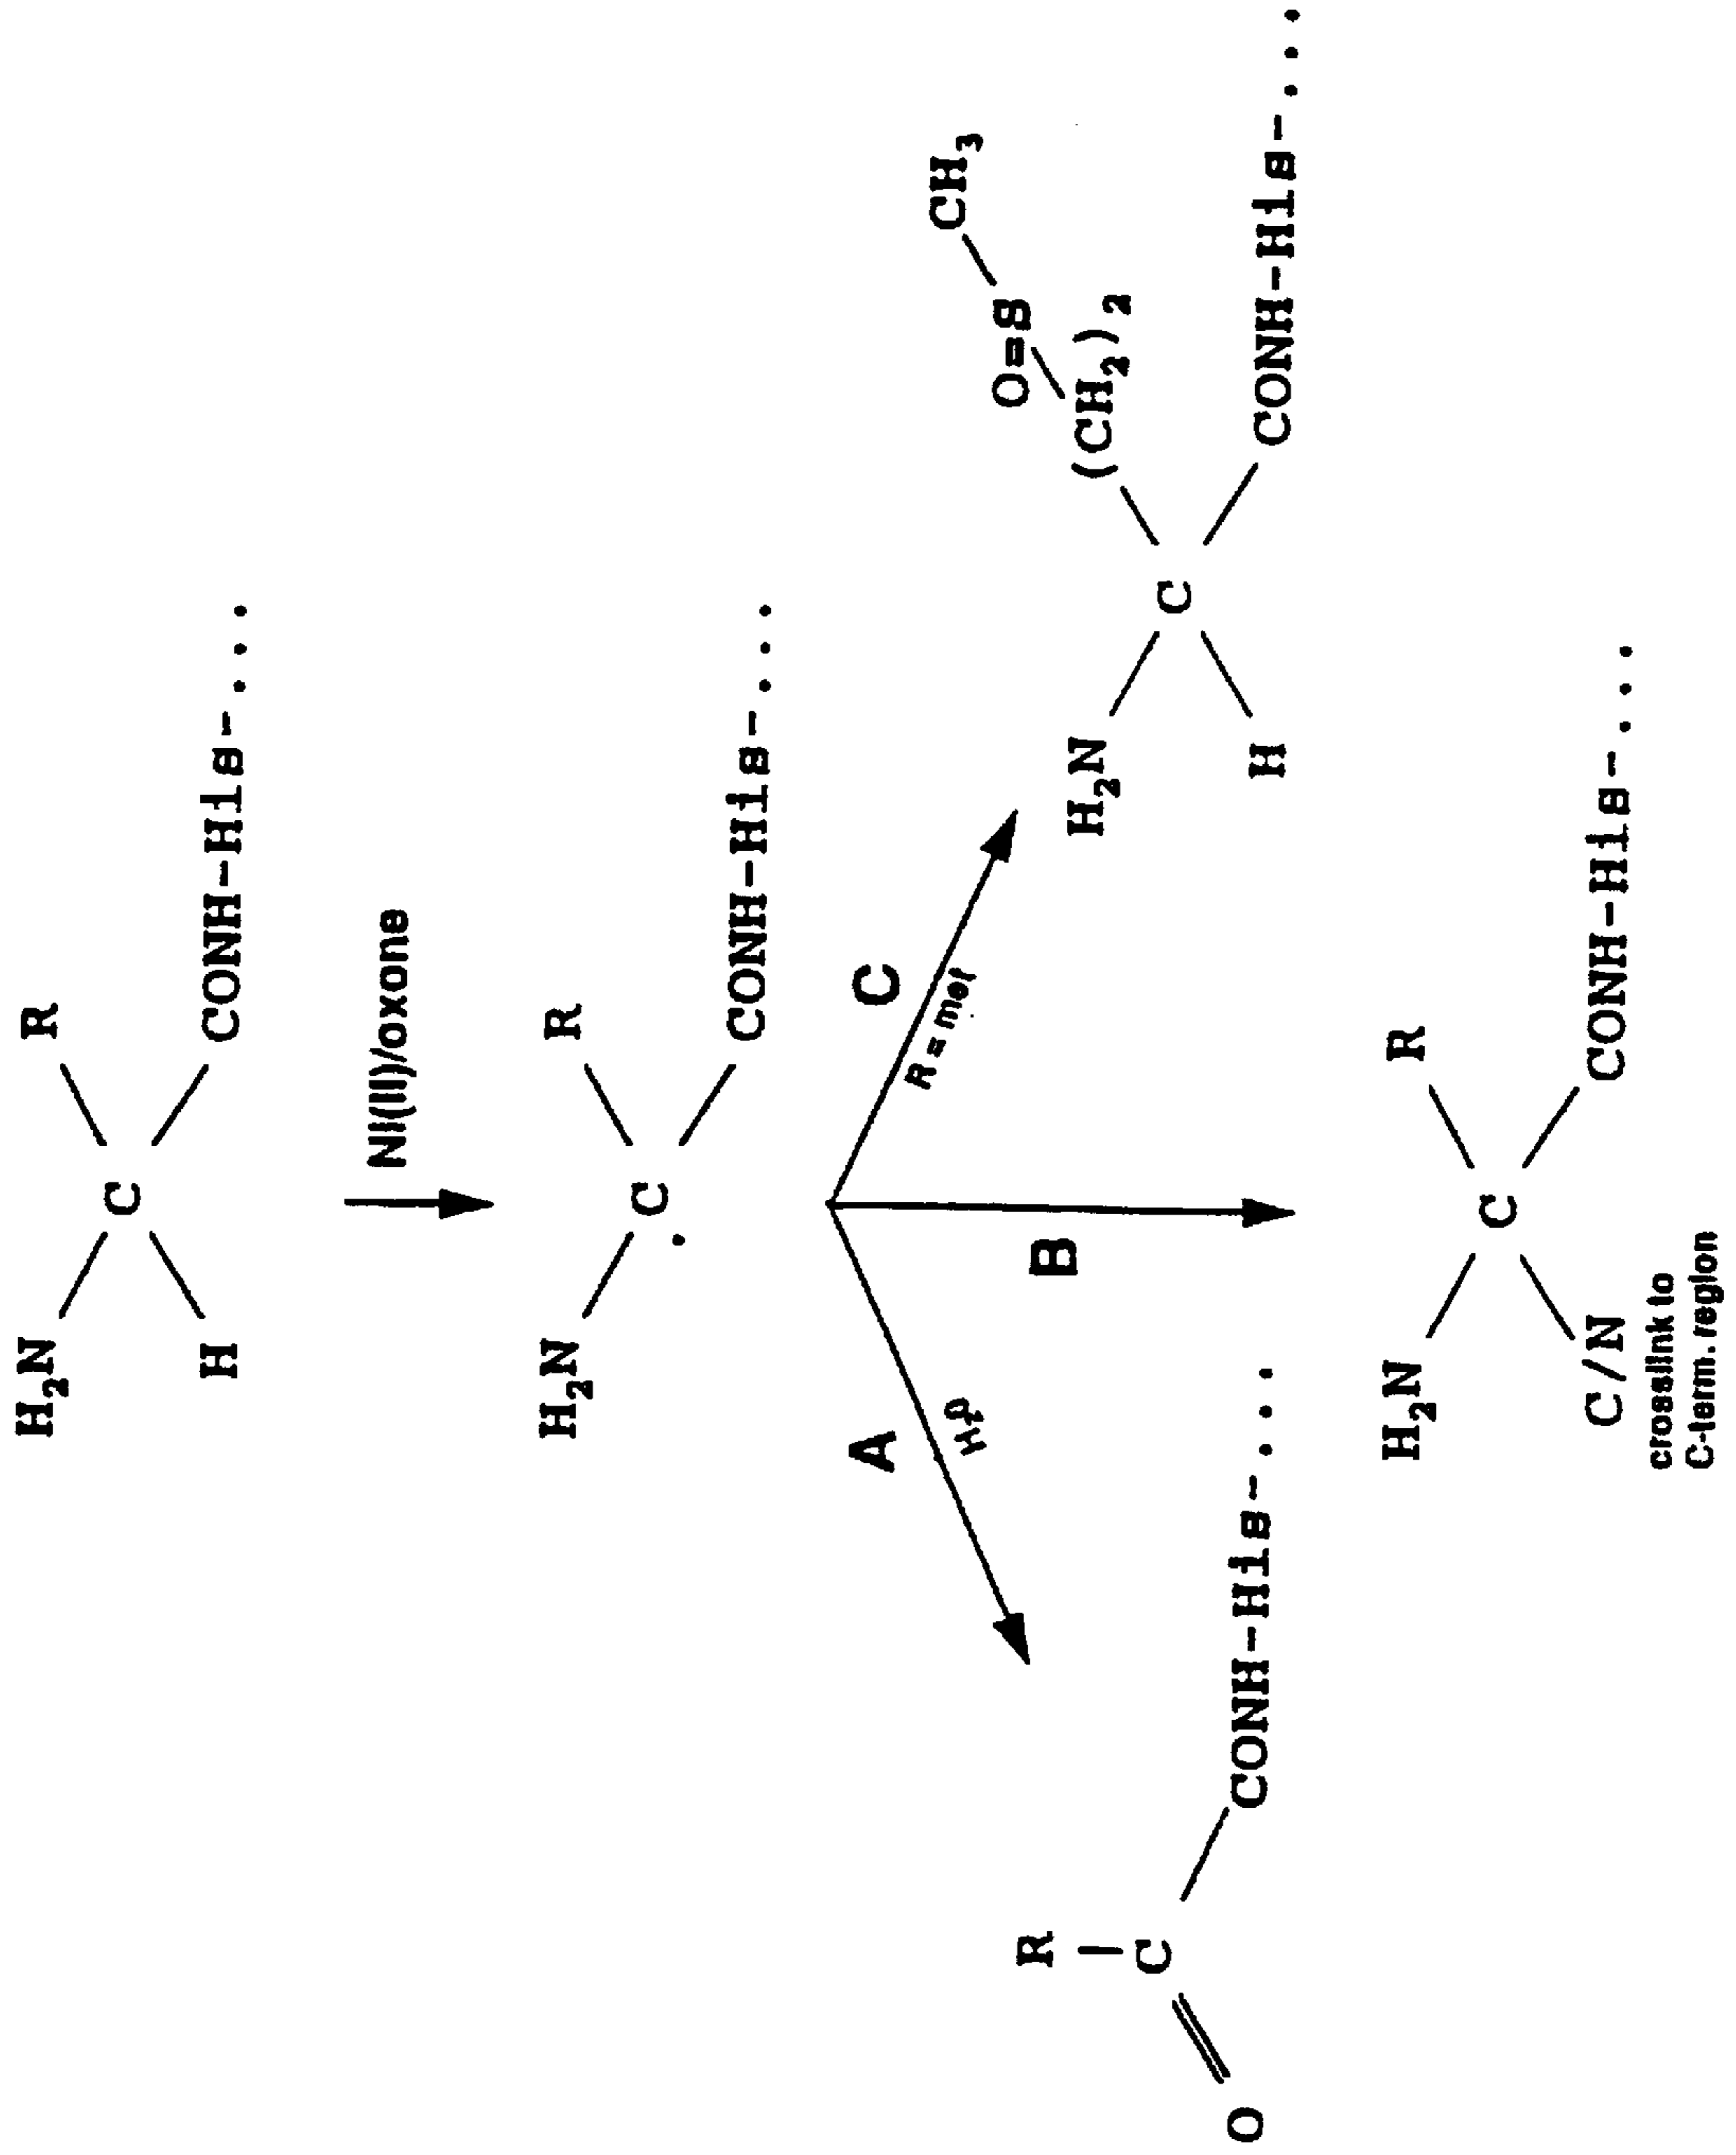 H₂N R
C
H CONH-His-...
Ni(II)/oxone
H₂N R
C
· CONH-His-...
A C
H₂O R = met CH₃
O=S
R B
H₂N (CH₂)₂
C C
O CONH-His-... H CONH-His-...
H₂N R
C
C/N CONH-His-...
crosslink to
C-term. region